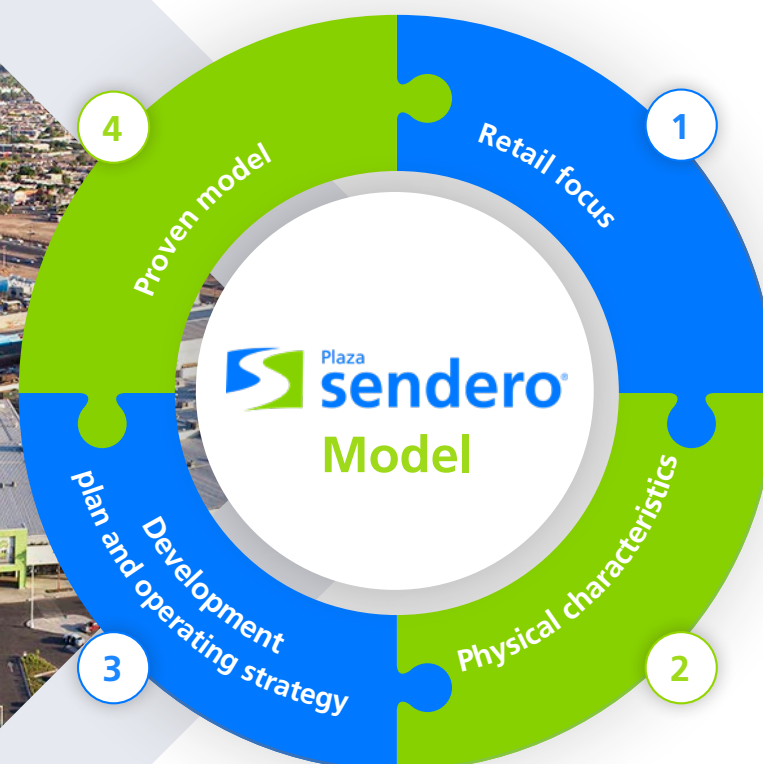 4
Proven model
1
Retail focus
Plaza
sendero®
Model
3
Development
plan and operating strategy
2
Physical characteristics